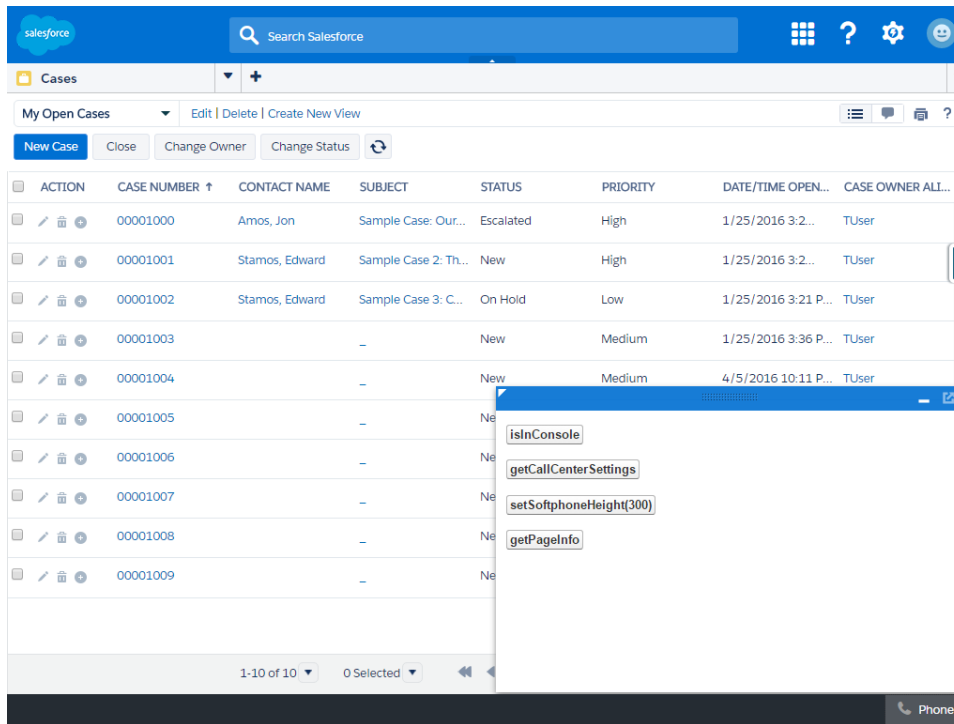 salesforce
Search Salesforce
?
Cases
+
My Open Cases
Edit | Delete | Create New View
?
New Case Close Change Owner Change Status
ACTION CASE NUMBER ↑ CONTACT NAME SUBJECT STATUS PRIORITY DATE/TIME OPEN... CASE OWNER ALI...
00001000 Amos, Jon Sample Case: Our... Escalated High 1/25/2016 3:2... TUser
00001001 Stamos, Edward Sample Case 2: Th... New High 1/25/2016 3:2... TUser
00001002 Stamos, Edward Sample Case 3: C... On Hold Low 1/25/2016 3:21 P... TUser
00001003 _ New Medium 1/25/2016 3:36 P... TUser
00001004 _ New Medium 4/5/2016 10:11 P... TUser
00001005 _ Ne
00001006 _ Ne
00001007 _ Ne
00001008 _ Ne
00001009 _ Ne
isInConsole
getCallCenterSettings
setSoftphoneHeight(300)
getPageInfo
1-10 of 10 0 Selected
Phone